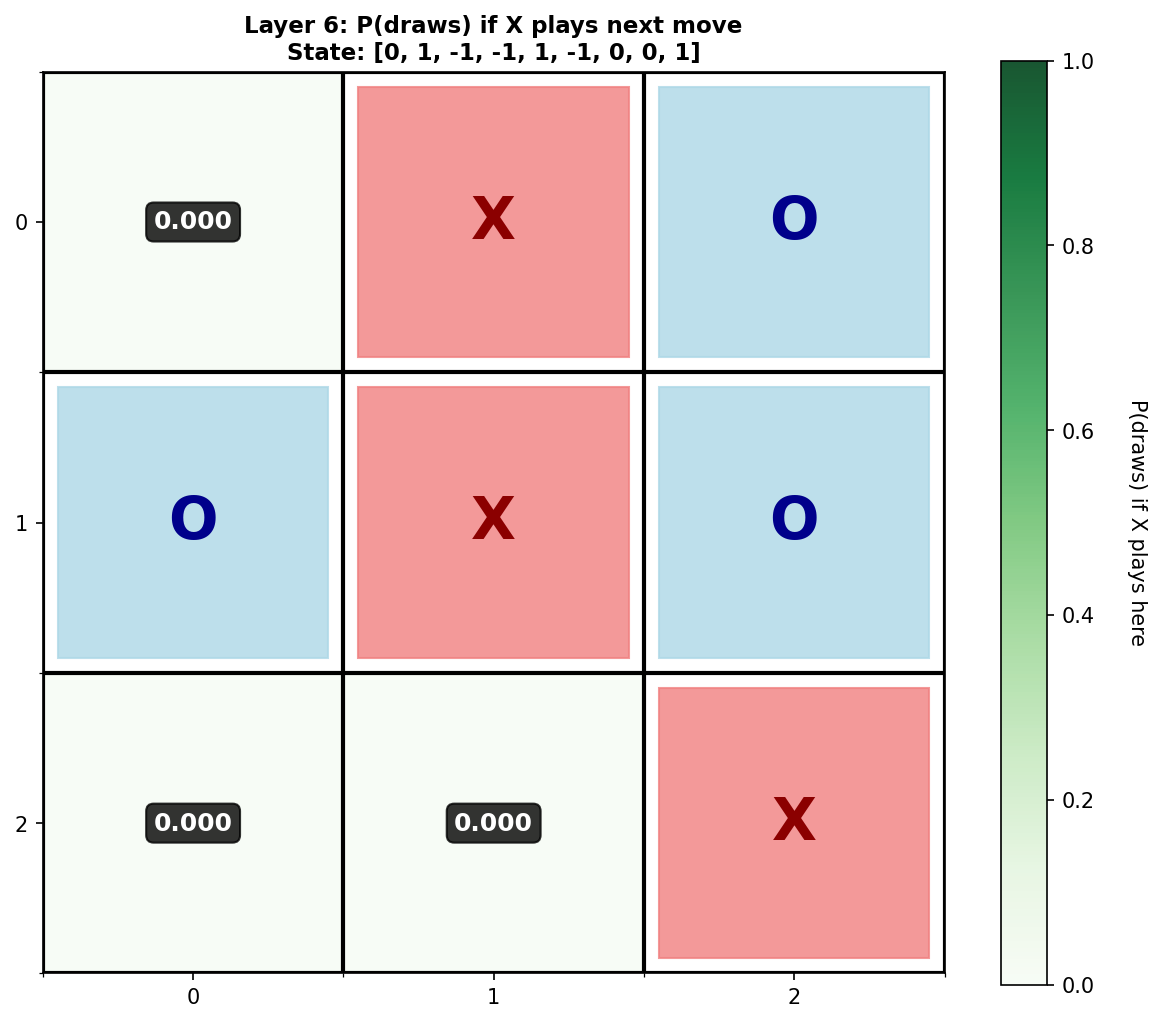 Layer 6: P(draws) if X plays next move
State: [0, 1, -1, -1, 1, -1, 0, 0, 1]
0.000
X
O
0
O
X
O
1
0.000
0.000
X
2
0
1
2
1.0
0.8
0.6
0.4
0.2
0.0
P(draws) if X plays here